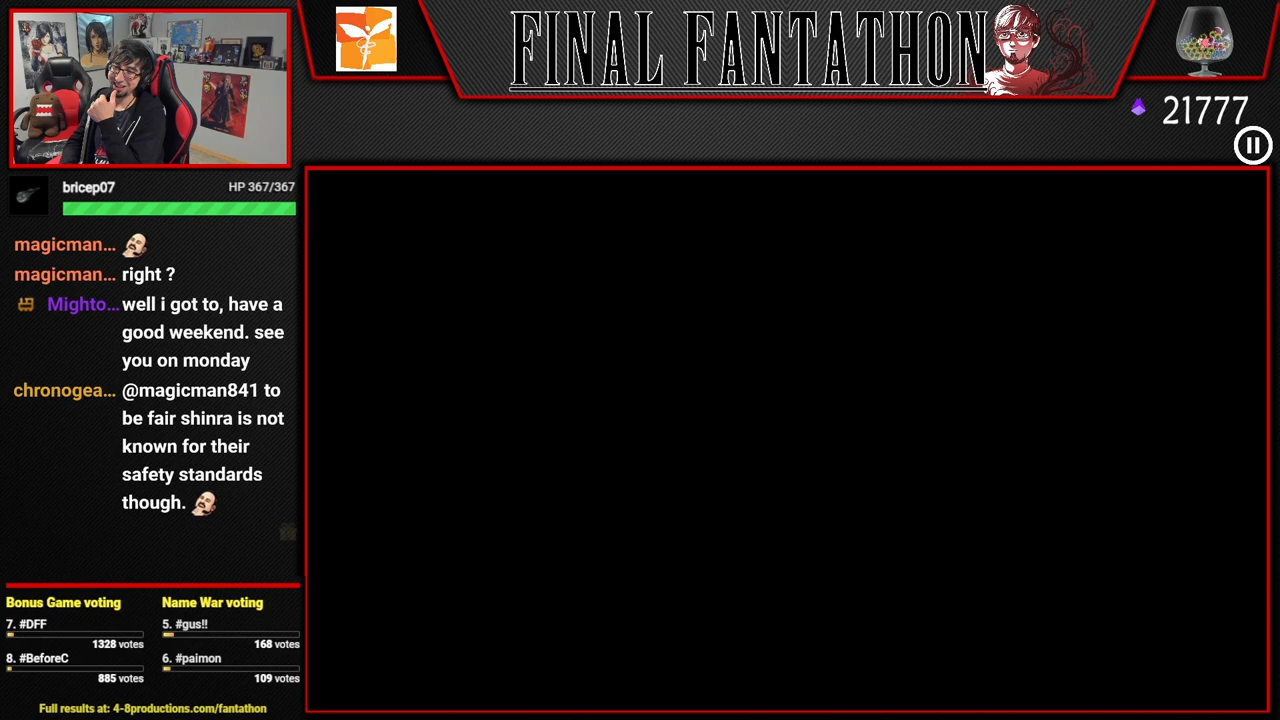 FINAL FANTATHON
21777
bricep07 HP 367/367
magicman...
magicman... right ?
Mighto... well i got to, have a
good weekend. see
you on monday
chronogea... @magicman841 to
be fair shinra is not
known for their
safety standards
though.
Bonus Game voting
7. #DFF
1328 votes
8. #BeforeC
885 votes
Name War voting
5. #gus!!
168 votes
6. #paimon
109 votes
Full results at: 4-8productions.com/fantathon